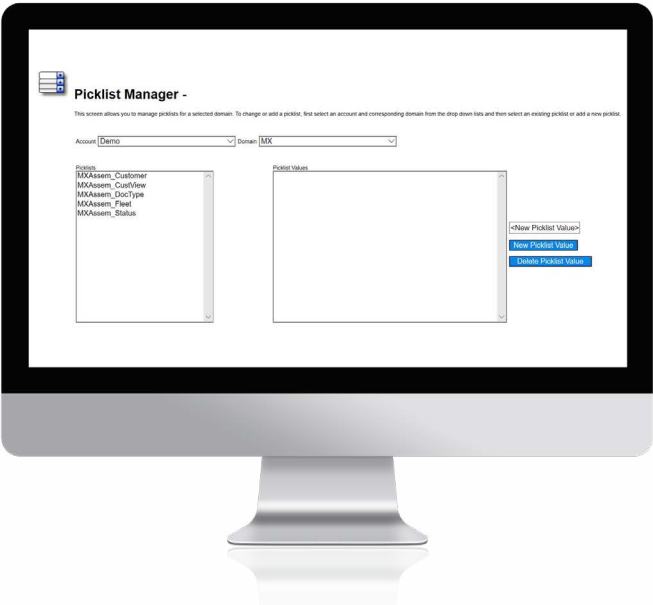 Picklist Manager -
This screen allows you to manage picklists for a selected domain. To change or add a picklist, first select an account and corresponding domain from the drop down lists and then select an existing picklist or add a new picklist.
Account Demo Domain MX
Picklists Picklist Values
MXAssem_Customer
MXAssem_CustView
MXAssem_DocType
MXAssem_Fleet
MXAssem_Status
<New Picklist Value>
New Picklist Value
Delete Picklist Value